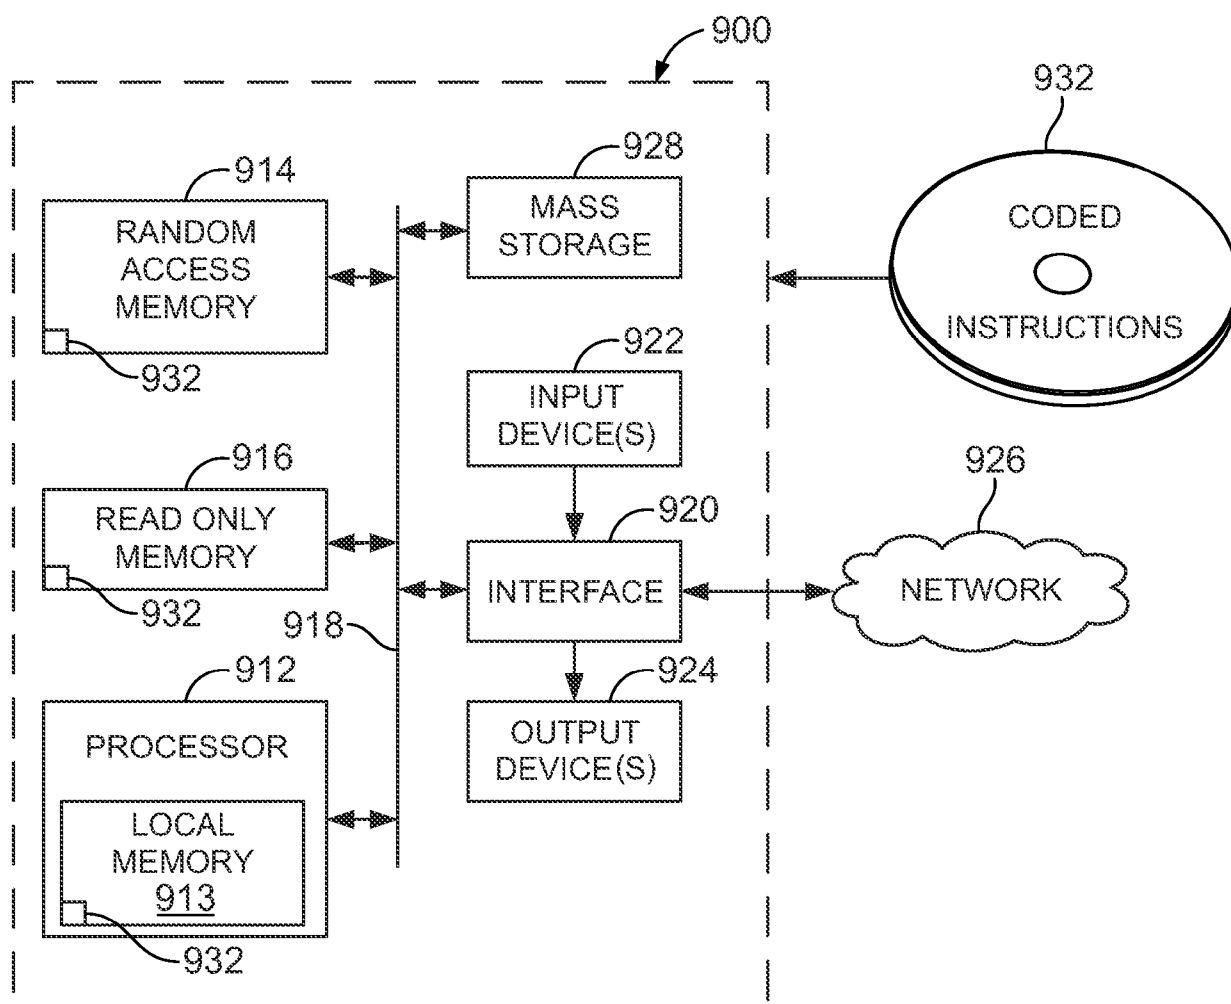 900
932
928
914
MASS
STORAGE
RANDOM
ACCESS
MEMORY
932
CODED
INSTRUCTIONS
922
INPUT
DEVICE(S)
916
READ ONLY
MEMORY
932
926
920
INTERFACE
NETWORK
918
912
PROCESSOR
LOCAL
MEMORY
913
932
924
OUTPUT
DEVICE(S)